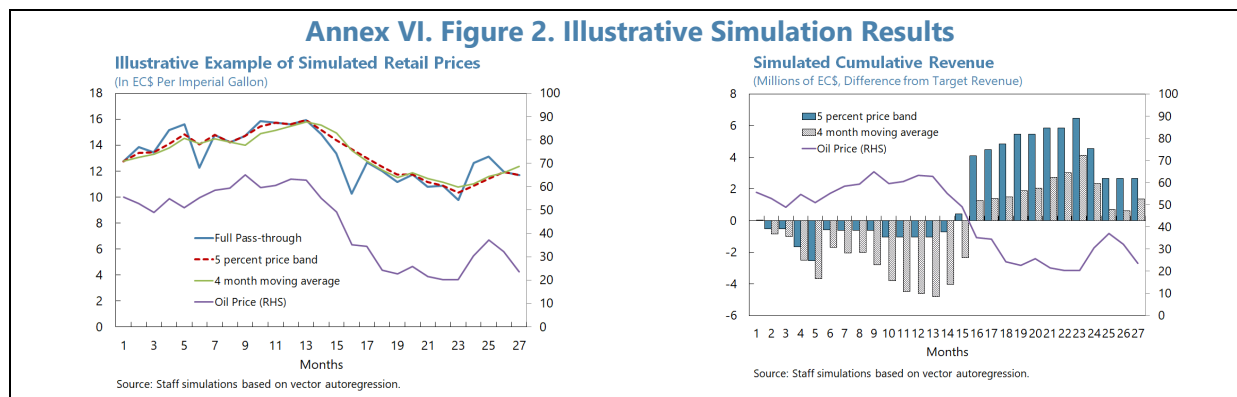 Annex VI. Figure 2. Illustrative Simulation Results
Illustrative Example of Simulated Retail Prices
(In EC$ Per Imperial Gallon)
18
16
14
12
10
8
6
4
2
0
100
90
80
70
60
50
40
30
20
10
0
Full Pass-through
5 percent price band
4 month moving average
Oil Price (RHS)
1 3 5 7 9 11 13 15 17 19 21 23 25 27
Months
Source: Staff simulations based on vector autoregression.
Simulated Cumulative Revenue
(Millions of EC$, Difference from Target Revenue)
8
6
4
2
0
-2
-4
-6
100
90
80
70
60
50
40
30
20
10
0
5 percent price band
4 month moving average
Oil Price (RHS)
1 2 3 4 5 6 7 8 9 10 11 12 13 14 15 16 17 18 19 20 21 22 23 24 25 26 27
Months
Source: Staff simulations based on vector autoregression.